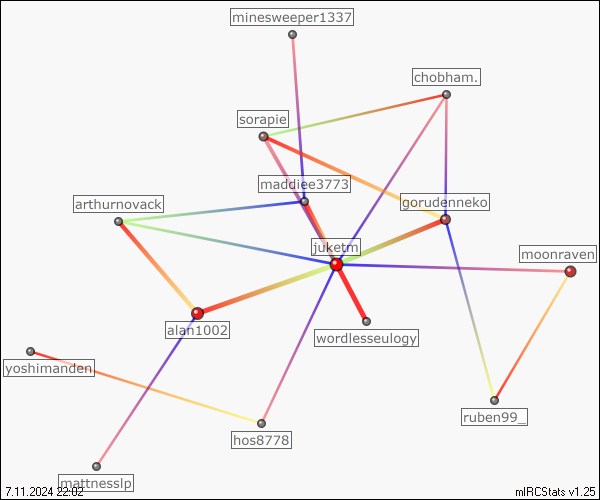 minesweeper1337
chobham.
sorapie
maddiee3773
arthurnovack
gorudenneko
juketm
moonraven
alan1002
wordlesseulogy
yoshimanden
ruben99_
hos8778
mattnesslp
7.11.2024 22:02
mIRCStats v1.25